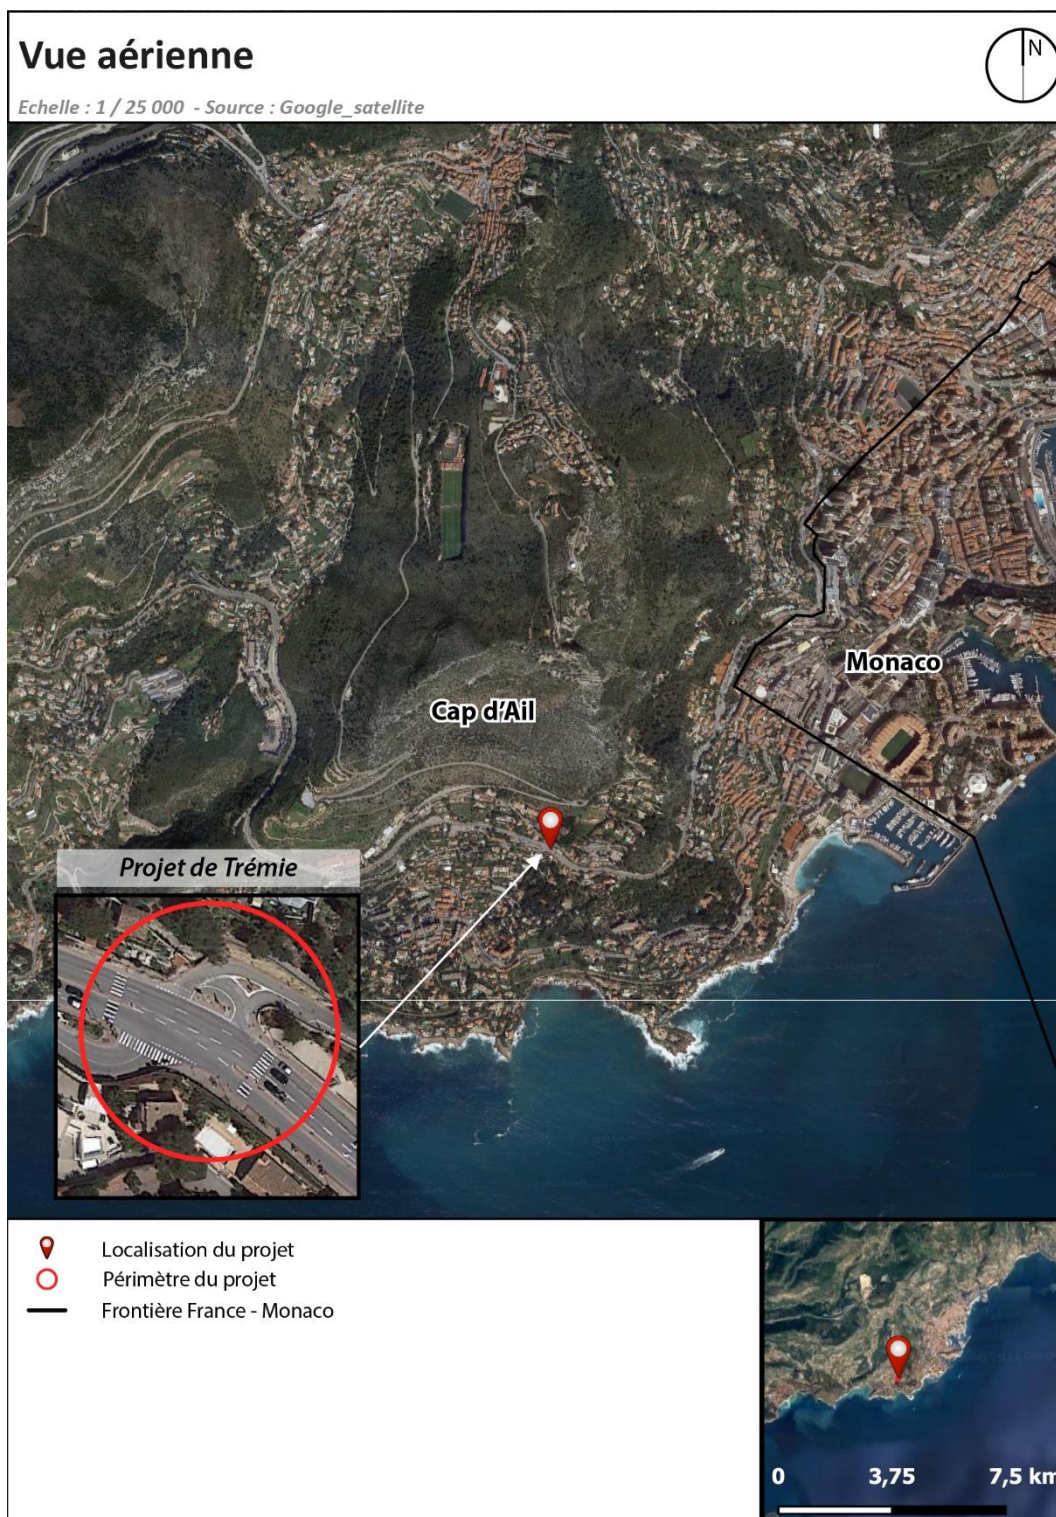 Vue aérienne
N
Echelle : 1 / 25 000 - Source : Google_satellite
Monaco
Cap d'Ail
Projet de Trémie
Localisation du projet
Périmètre du projet
Frontière France - Monaco
0 3,75 7,5 km